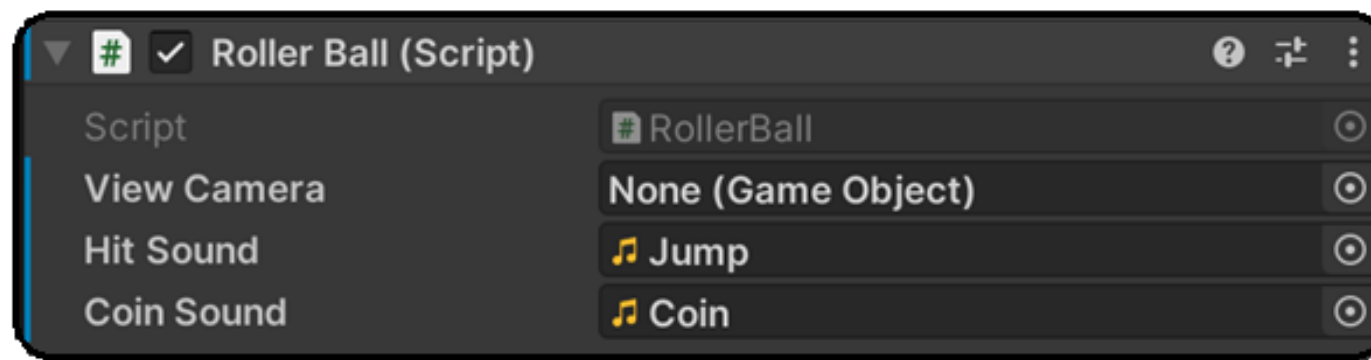 Roller Ball (Script)
Script RollerBall
View Camera None (Game Object)
Hit Sound Jump
Coin Sound Coin